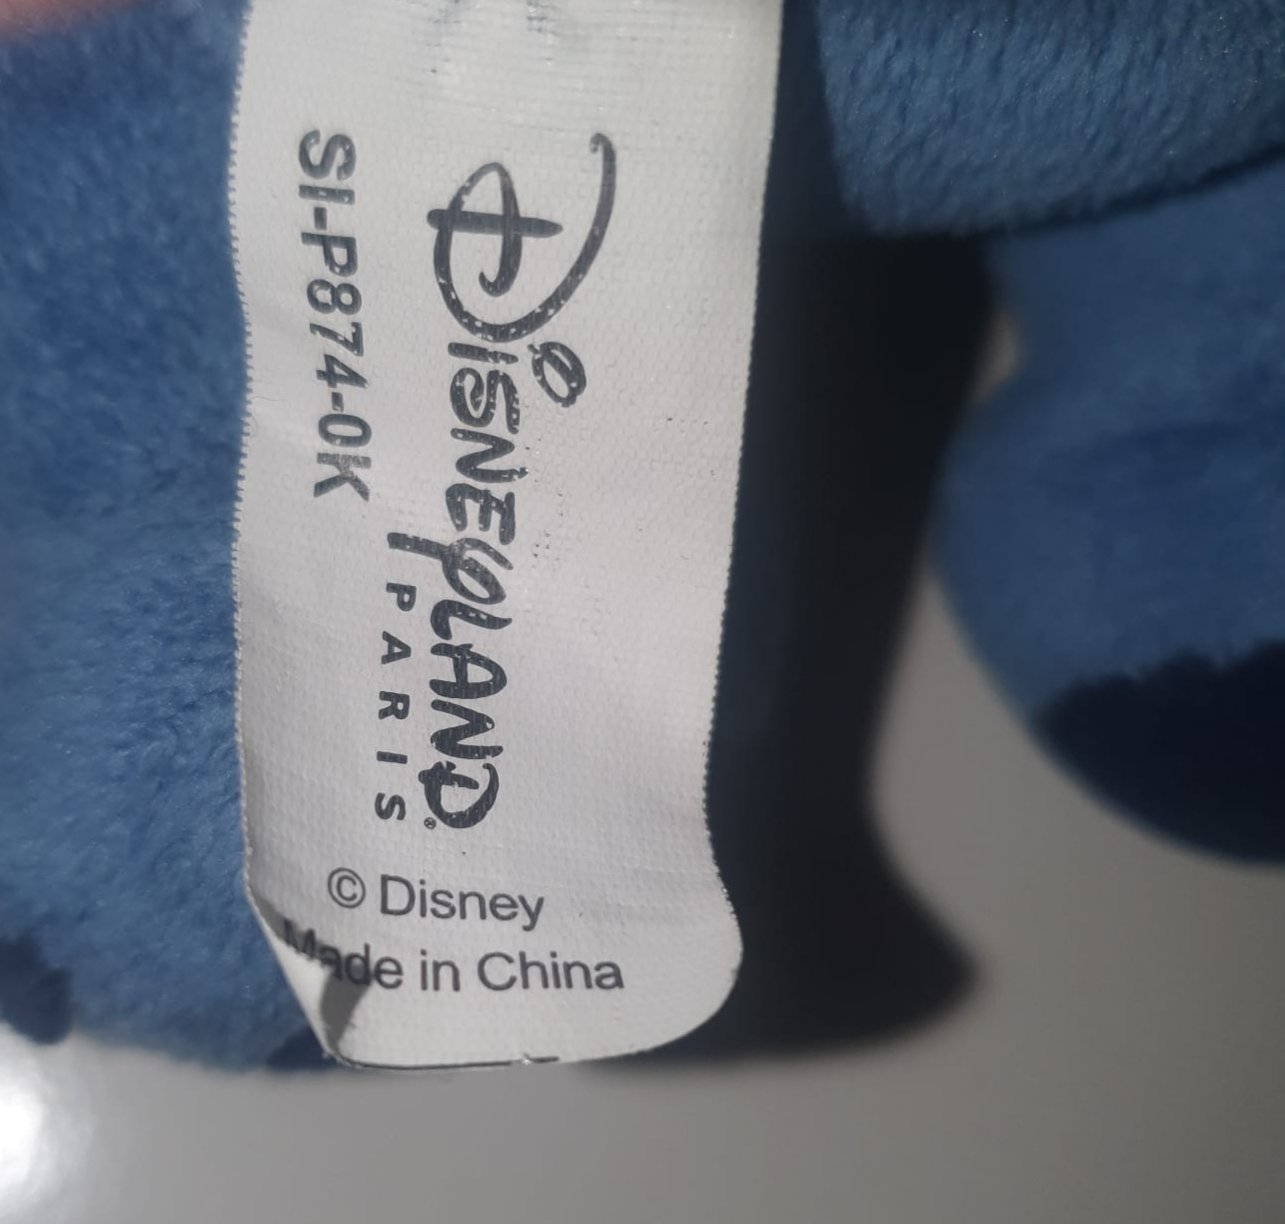 DisneyLAND®
PARIS
SI-P874-0K
© Disney
Made in China